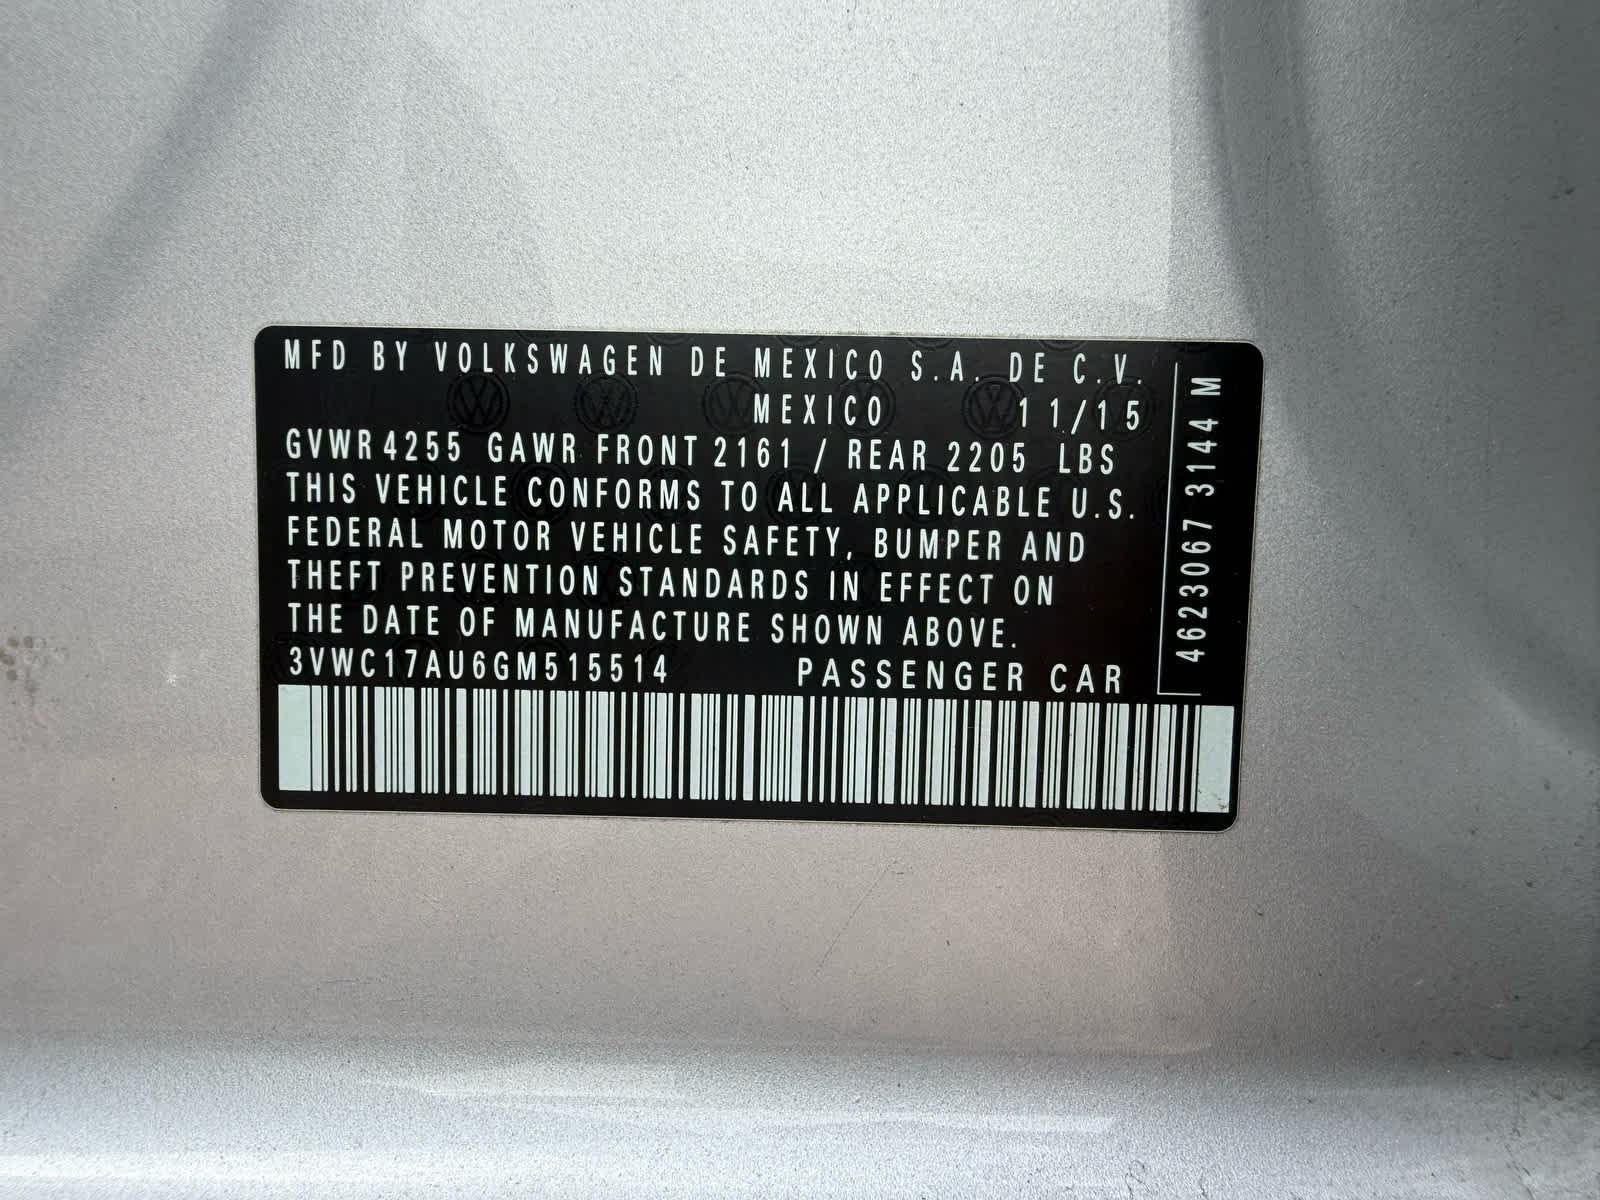 MFD BY VOLKSWAGEN DE MEXICO S.A. DE C.V.
MEXICO 11/15
GVWR 4255 GAWR FRONT 2161 / REAR 2205 LBS
THIS VEHICLE CONFORMS TO ALL APPLICABLE U.S.
FEDERAL MOTOR VEHICLE SAFETY, BUMPER AND
THEFT PREVENTION STANDARDS IN EFFECT ON
THE DATE OF MANUFACTURE SHOWN ABOVE.
3VWC17AU6GM515514 PASSENGER CAR
4623067 3144 M